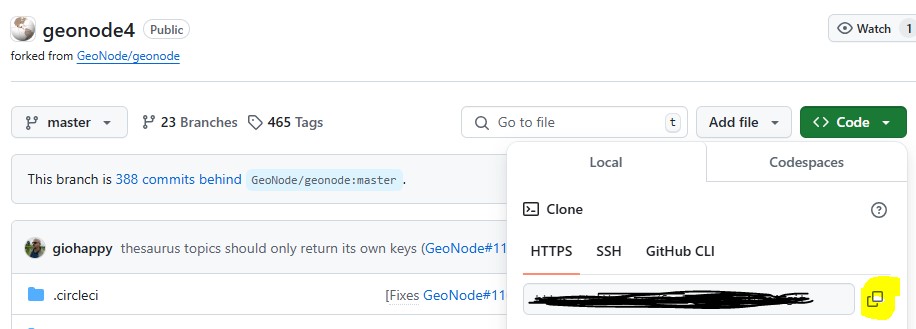 geonode4 Public
Watch 1
forked from GeoNode/geonode
master 23 Branches 465 Tags Go to file t Add file <> Code
Local Codespaces
This branch is 388 commits behind GeoNode/geonode:master .
Clone
giohappy thesaurus topics should only return its own keys (GeoNode#11
HTTPS SSH GitHub CLI
.circleci [Fixes GeoNode#11